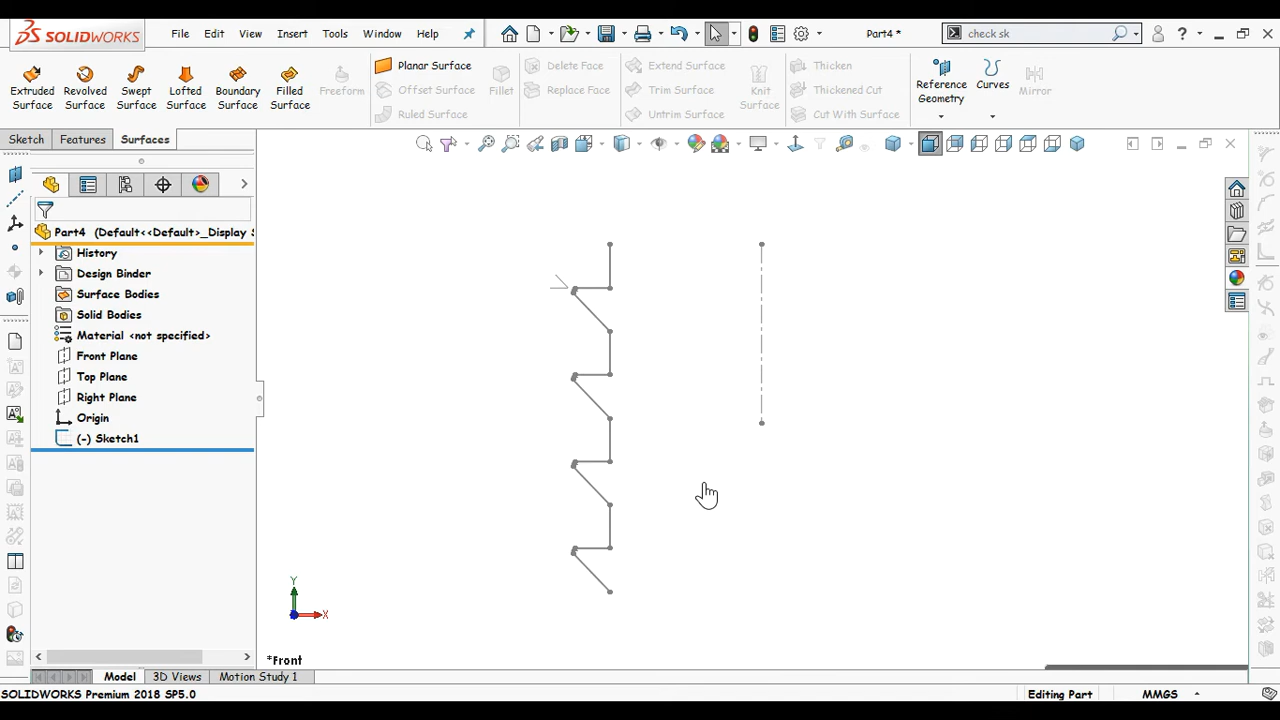 SOLIDWORKS File Edit View Insert Tools Window Help Part4 * check sk ?
Extruded Surface Revolved Surface Swept Surface Lofted Surface Boundary Surface Filled Surface Freeform
Planar Surface
Offset Surface
Ruled Surface
Fillet
Delete Face
Replace Face
Extend Surface
Trim Surface
Untrim Surface
Knit Surface
Thicken
Thickened Cut
Cut With Surface
Reference Geometry
Curves
Mirror
Sketch Features Surfaces
Part4 (Default<<Default>_Display
History
Design Binder
Surface Bodies
Solid Bodies
Material <not specified>
Front Plane
Top Plane
Right Plane
Origin
(-) Sketch1
Y
X
*Front
Model 3D Views Motion Study 1
SOLIDWORKS Premium 2018 SP5.0 Editing Part MMGS